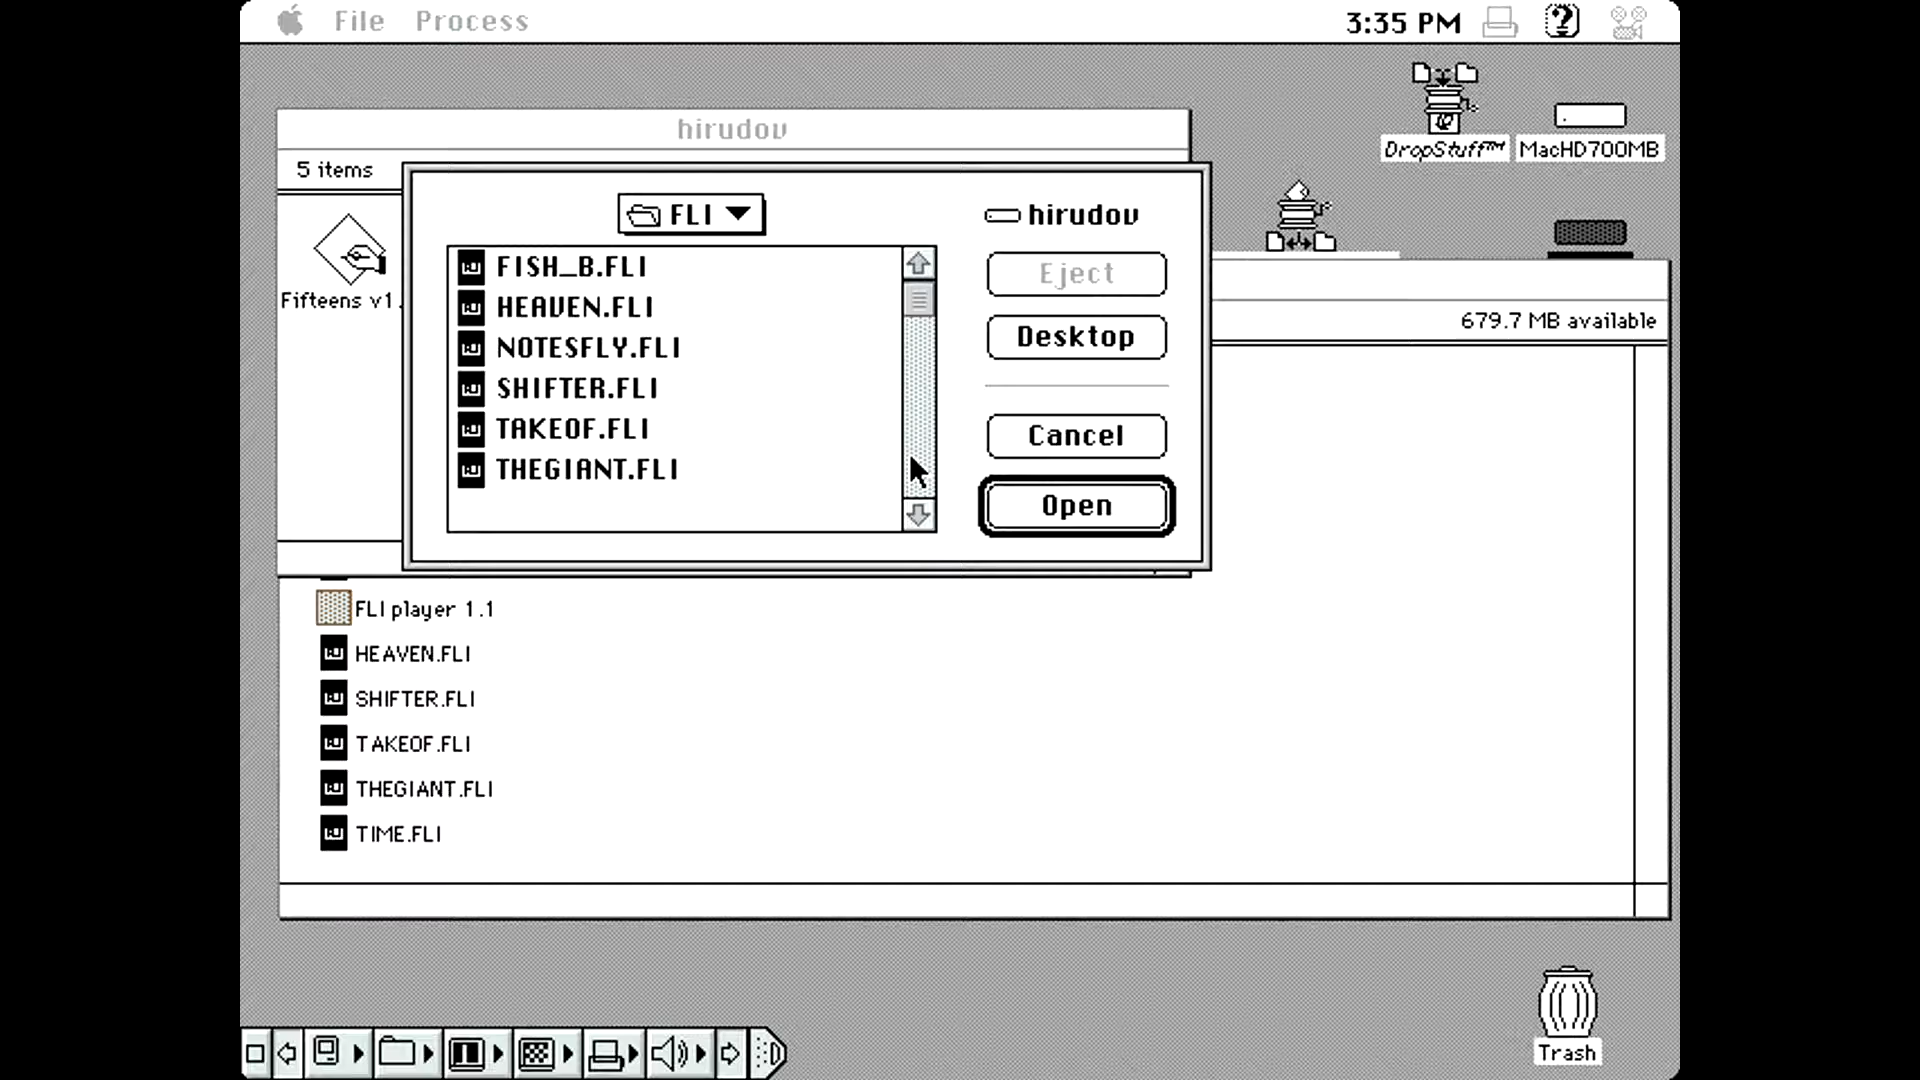 File Process 3:35 PM
DropStuff™ MacHD700MB
hirudov
5 items
Fifteens v1.
FLI
FISH_B.FLI
HEAVEN.FLI
NOTESFLY.FLI
SHIFTER.FLI
TAKEOF.FLI
THEGIANT.FLI
hirudov
Eject
Desktop
Cancel
Open
679.7 MB available
FLI player 1.1
HEAVEN.FLI
SHIFTER.FLI
TAKEOF.FLI
THEGIANT.FLI
TIME.FLI
Trash